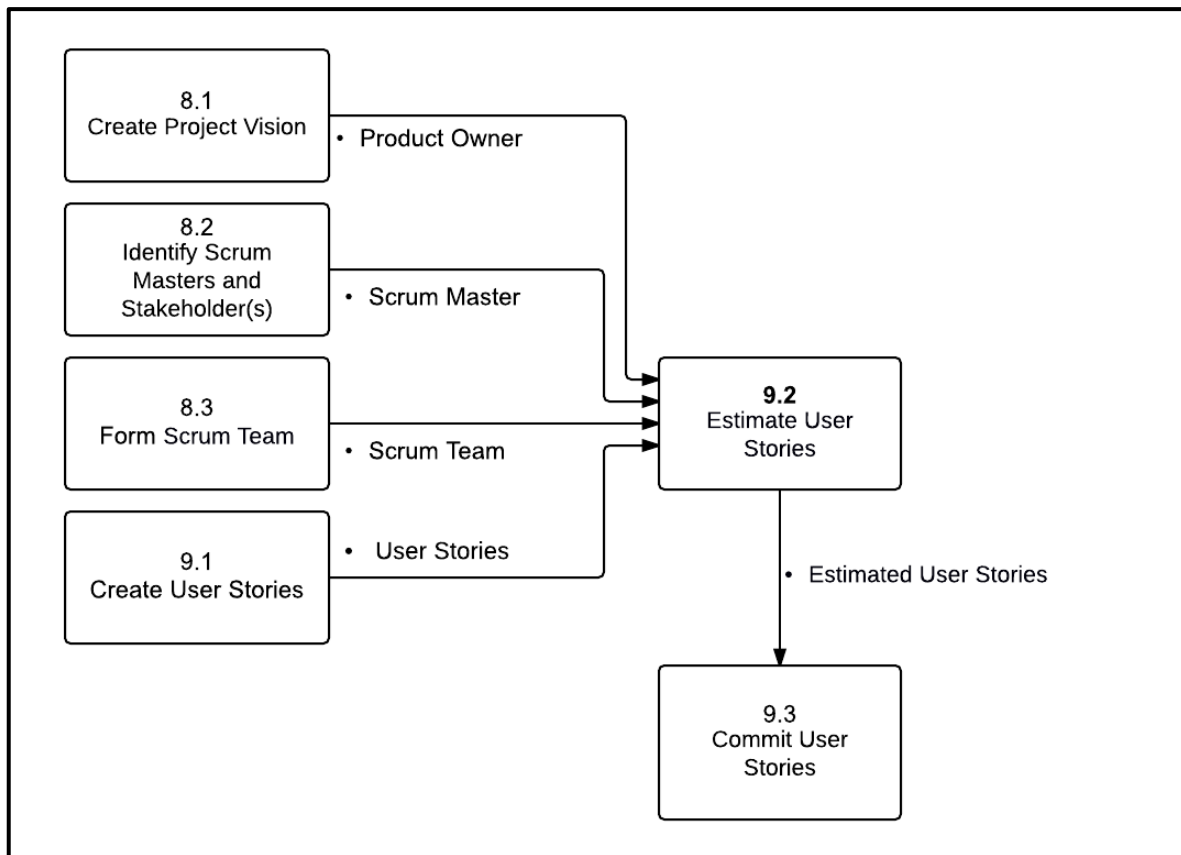 8.1
Create Project Vision
• Product Owner
8.2
Identify Scrum
Masters and
Stakeholder(s)
• Scrum Master
8.3
Form Scrum Team
• Scrum Team
9.1
Create User Stories
• User Stories
9.2
Estimate User
Stories
• Estimated User Stories
9.3
Commit User
Stories